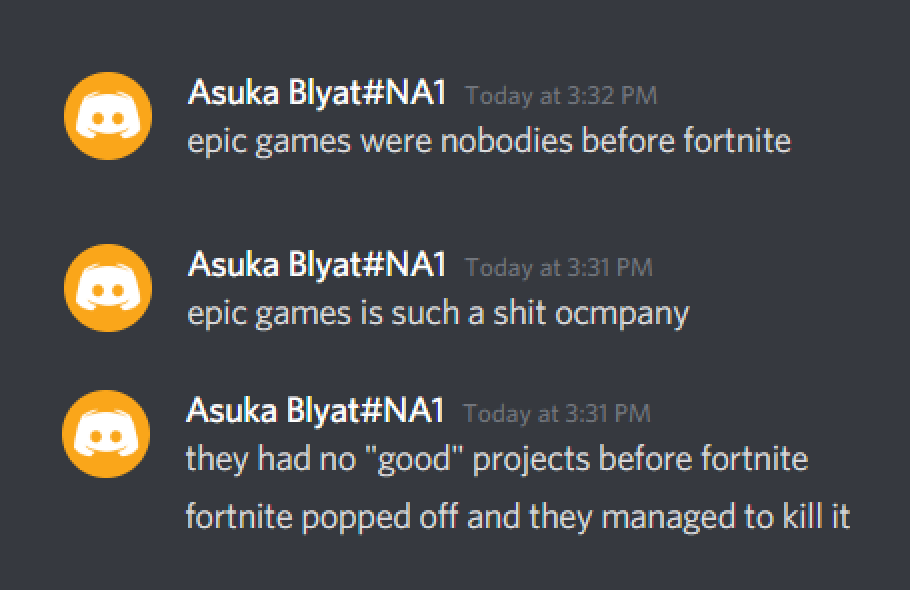 Asuka Blyat#NA1 Today at 3:32 PM
epic games were nobodies before fortnite
Asuka Blyat#NA1 Today at 3:31 PM
epic games is such a shit ocmpany
Asuka Blyat#NA1 Today at 3:31 PM
they had no "good" projects before fortnite
fortnite popped off and they managed to kill it